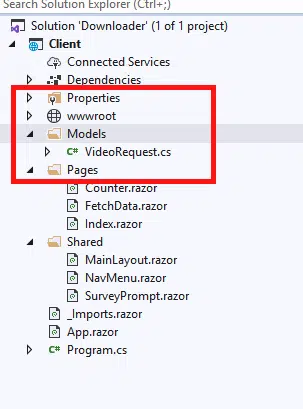 Search Solution Explorer (Ctrl+;)
Solution 'Downloader' (1 of 1 project)
Client
Connected Services
Dependencies
Properties
wwwroot
Models
C# VideoRequest.cs
Pages
Counter.razor
FetchData.razor
Index.razor
Shared
MainLayout.razor
NavMenu.razor
SurveyPrompt.razor
_Imports.razor
App.razor
C# Program.cs